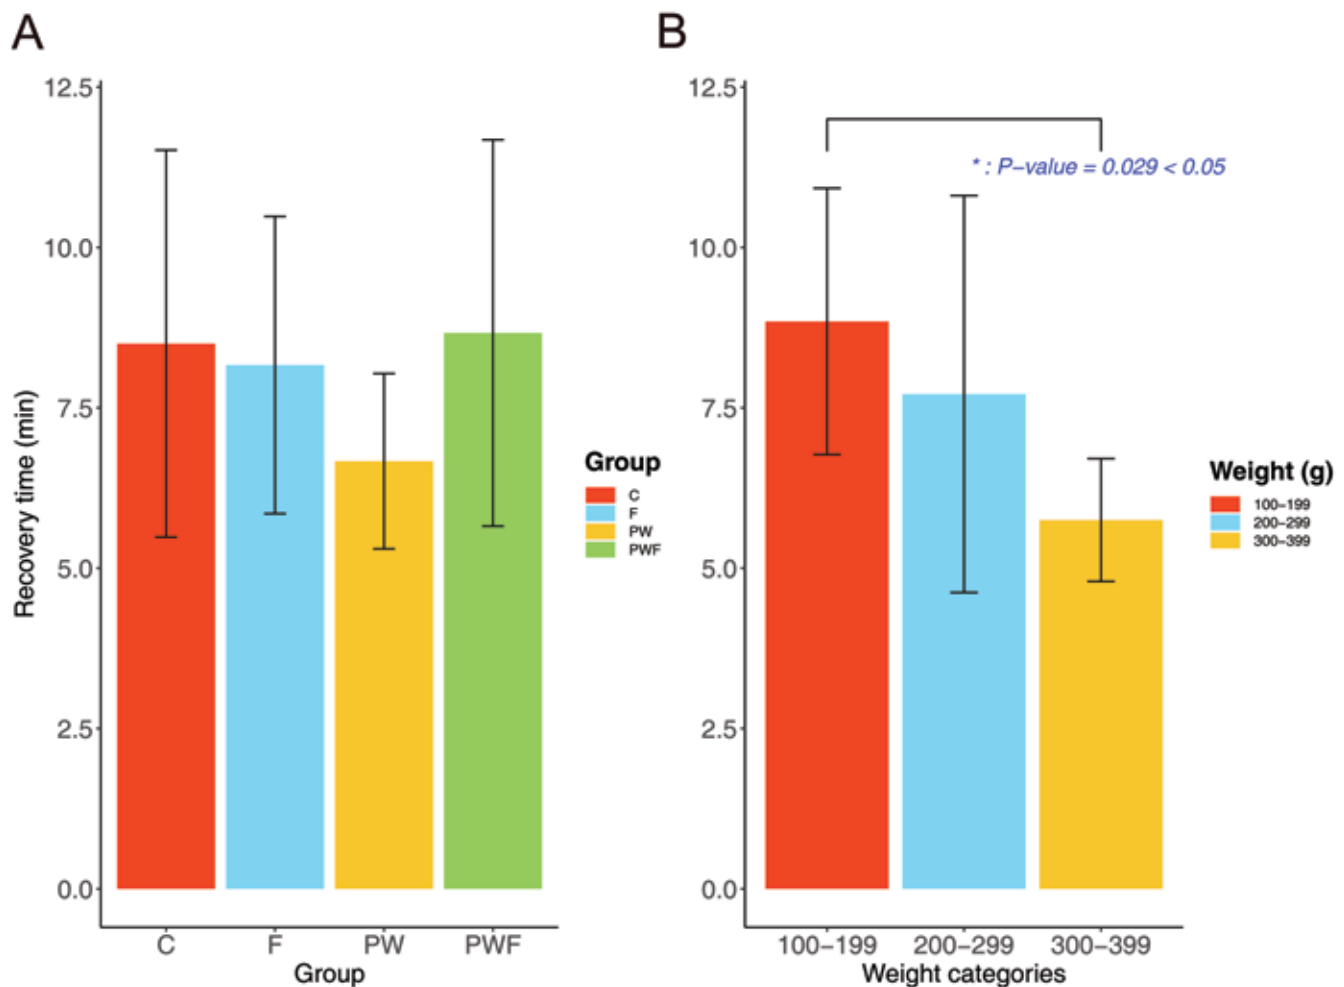 A
12.5
10.0
7.5
5.0
2.5
0.0
Recovery time (min)
C F PW PWF
Group
Group
C
F
PW
PWF
B
12.5
10.0
7.5
5.0
2.5
0.0
* : P−value = 0.029 < 0.05
100−199 200−299 300−399
Weight categories
Weight (g)
100−199
200−299
300−399